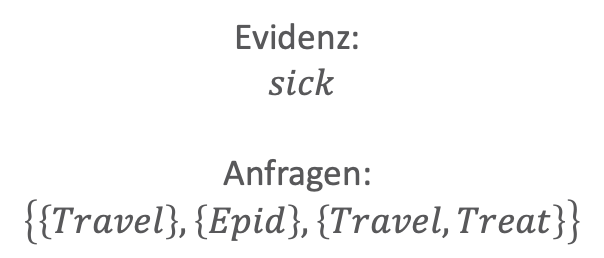 Evidenz:
sick
Anfragen:
{{Travel}, {Epid}, {Travel, Treat}}